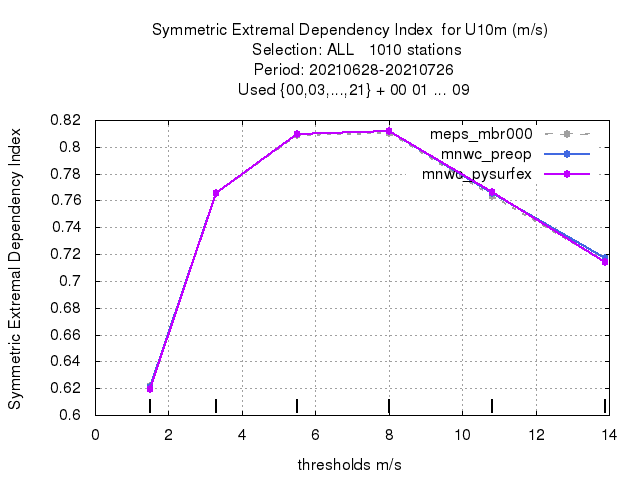 Symmetric Extremal Dependency Index  for U10m (m/s)
Selection: ALL   1010 stations
Period: 20210628-20210726
Used {00,03,...,21} + 00 01 ... 09
Symmetric Extremal Dependency Index
0.82
0.8
0.78
0.76
0.74
0.72
0.7
0.68
0.66
0.64
0.62
0.6
meps_mbr000
mnwc_preop
mnwc_pysurfex
0 2 4 6 8 10 12 14
thresholds m/s